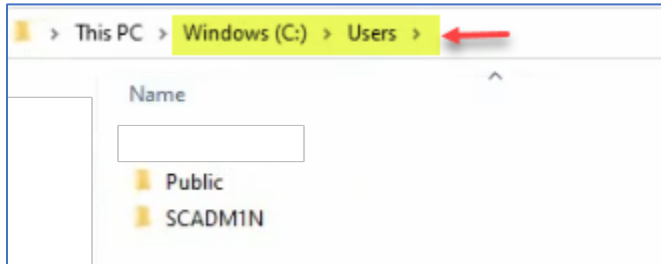 > This PC > Windows (C:) > Users >
Name
Public
SCADM1N